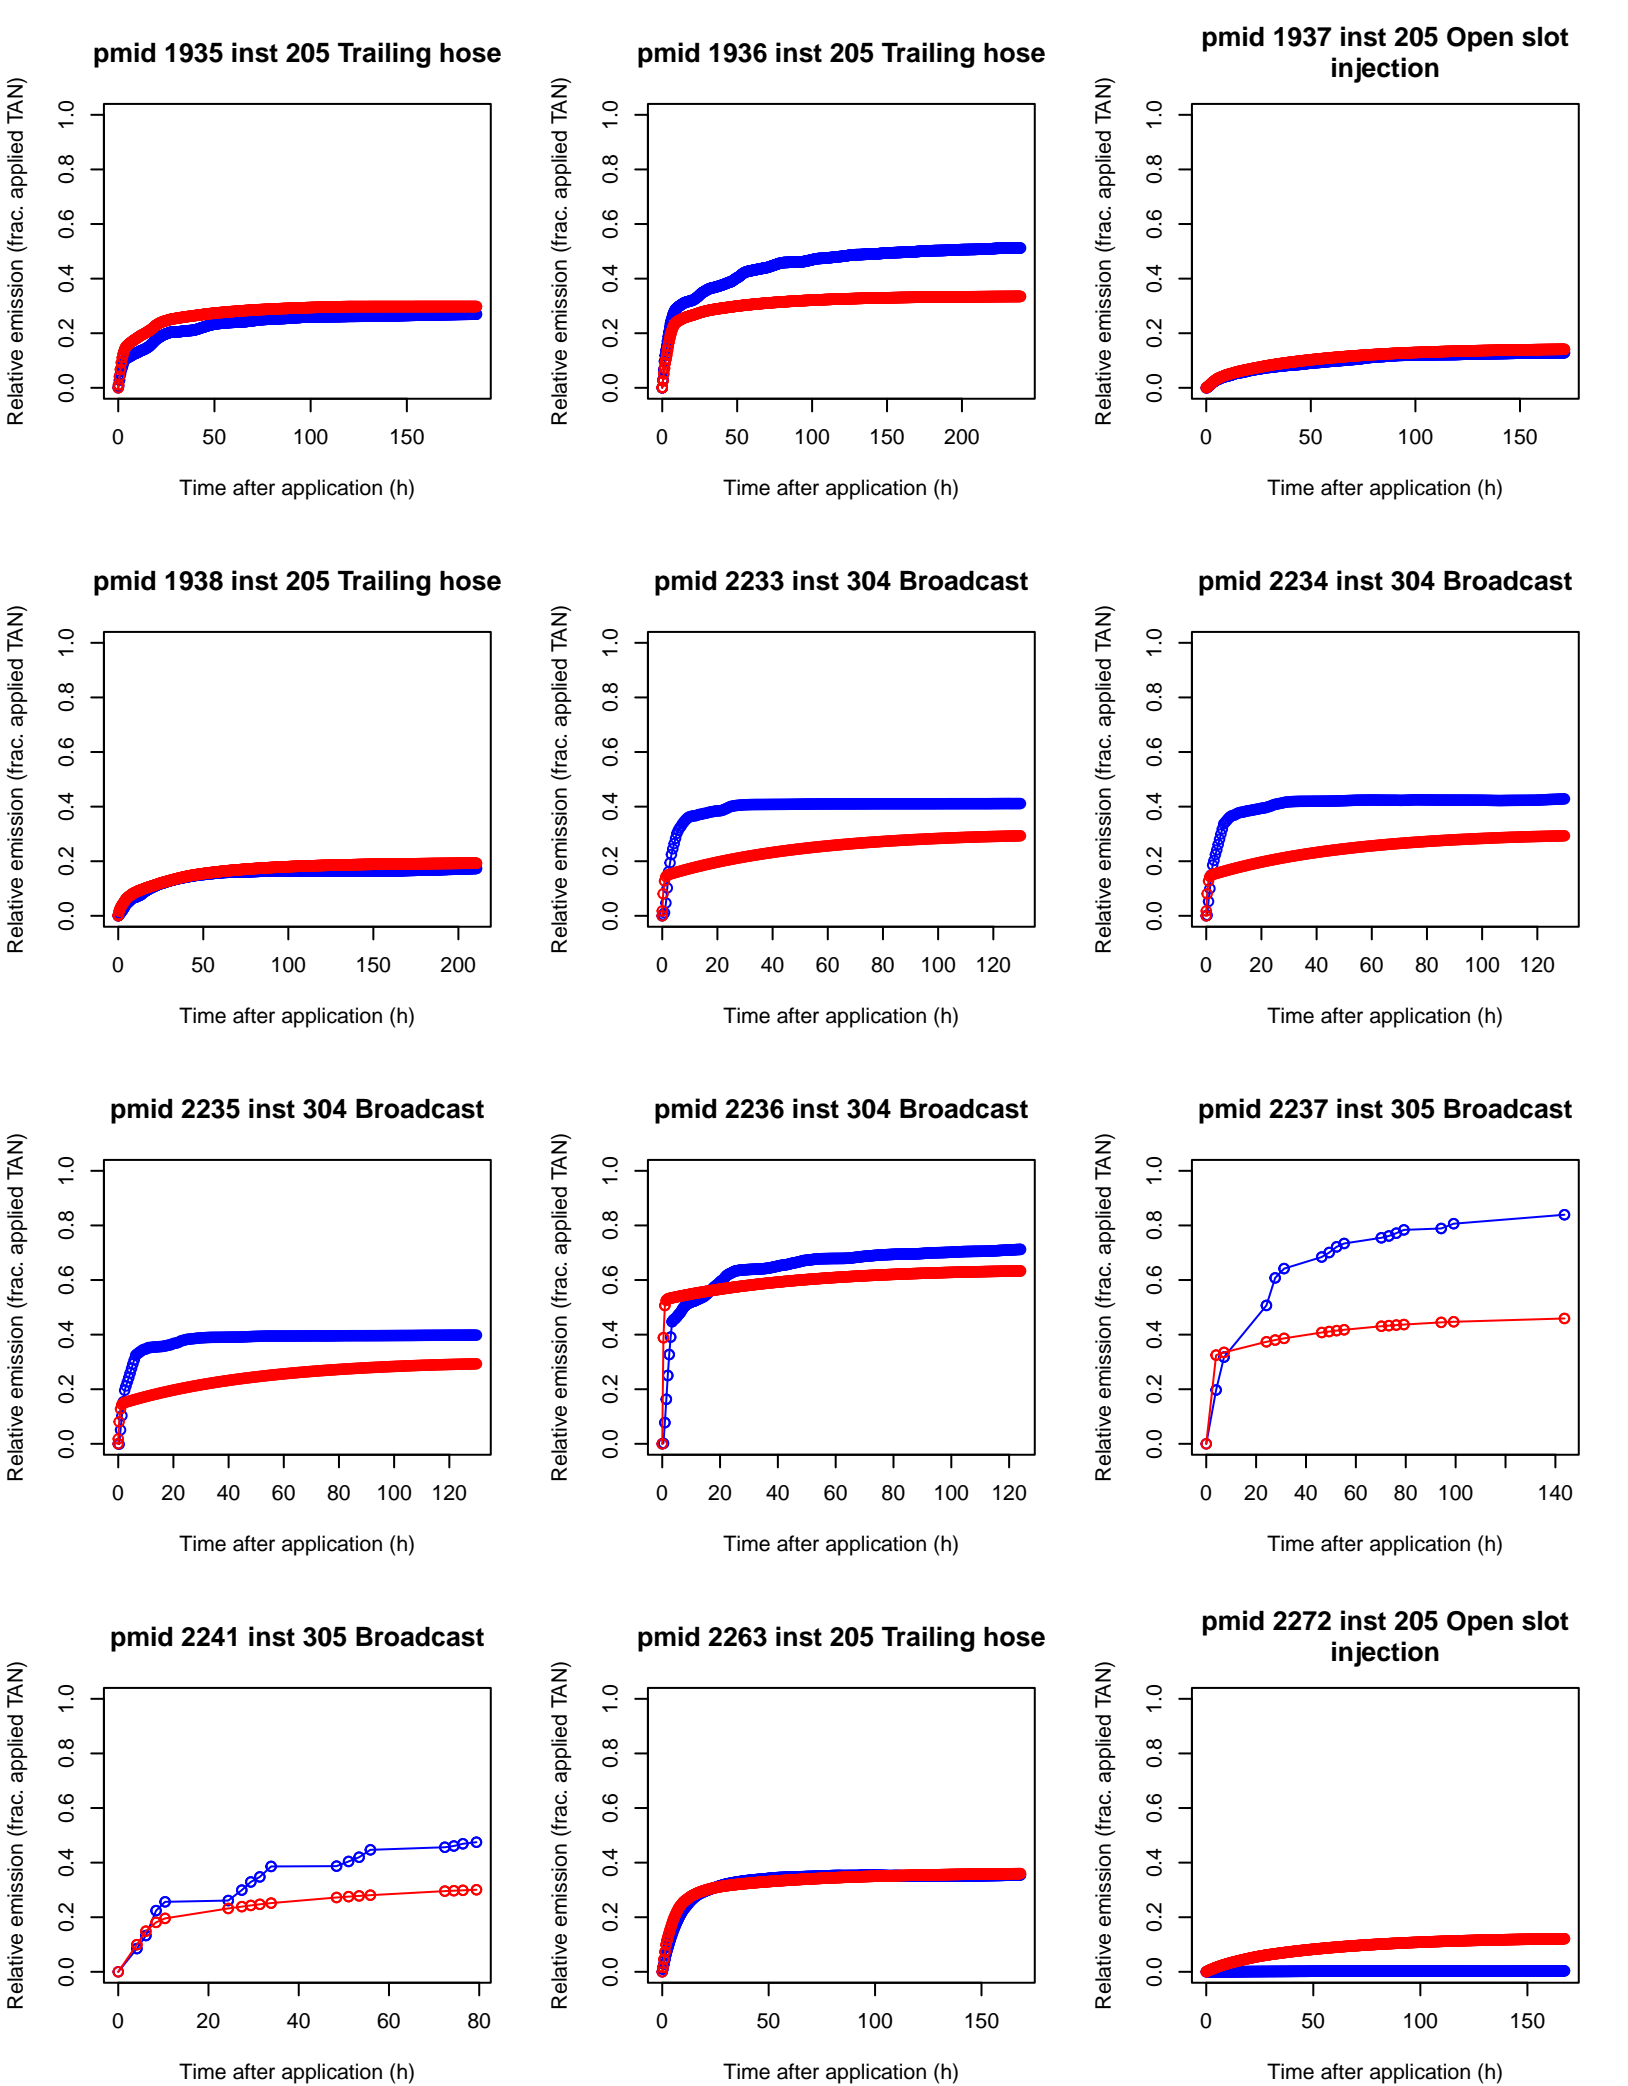 pmid 1935 inst 205 Trailing hose
Relative emission (frac. applied TAN)
1.0
0.8
0.6
0.4
0.2
0.0
0 50 100 150
Time after application (h)
pmid 1936 inst 205 Trailing hose
Relative emission (frac. applied TAN)
1.0
0.8
0.6
0.4
0.2
0.0
0 50 100 150 200
Time after application (h)
pmid 1937 inst 205 Open slot
injection
Relative emission (frac. applied TAN)
1.0
0.8
0.6
0.4
0.2
0.0
0 50 100 150
Time after application (h)
pmid 1938 inst 205 Trailing hose
Relative emission (frac. applied TAN)
1.0
0.8
0.6
0.4
0.2
0.0
0 50 100 150 200
Time after application (h)
pmid 2233 inst 304 Broadcast
Relative emission (frac. applied TAN)
1.0
0.8
0.6
0.4
0.2
0.0
0 20 40 60 80 100 120
Time after application (h)
pmid 2234 inst 304 Broadcast
Relative emission (frac. applied TAN)
1.0
0.8
0.6
0.4
0.2
0.0
0 20 40 60 80 100 120
Time after application (h)
pmid 2235 inst 304 Broadcast
Relative emission (frac. applied TAN)
1.0
0.8
0.6
0.4
0.2
0.0
0 20 40 60 80 100 120
Time after application (h)
pmid 2236 inst 304 Broadcast
Relative emission (frac. applied TAN)
1.0
0.8
0.6
0.4
0.2
0.0
0 20 40 60 80 100 120
Time after application (h)
pmid 2237 inst 305 Broadcast
Relative emission (frac. applied TAN)
1.0
0.8
0.6
0.4
0.2
0.0
0 20 40 60 80 100 140
Time after application (h)
pmid 2241 inst 305 Broadcast
Relative emission (frac. applied TAN)
1.0
0.8
0.6
0.4
0.2
0.0
0 20 40 60 80
Time after application (h)
pmid 2263 inst 205 Trailing hose
Relative emission (frac. applied TAN)
1.0
0.8
0.6
0.4
0.2
0.0
0 50 100 150
Time after application (h)
pmid 2272 inst 205 Open slot
injection
Relative emission (frac. applied TAN)
1.0
0.8
0.6
0.4
0.2
0.0
0 50 100 150
Time after application (h)